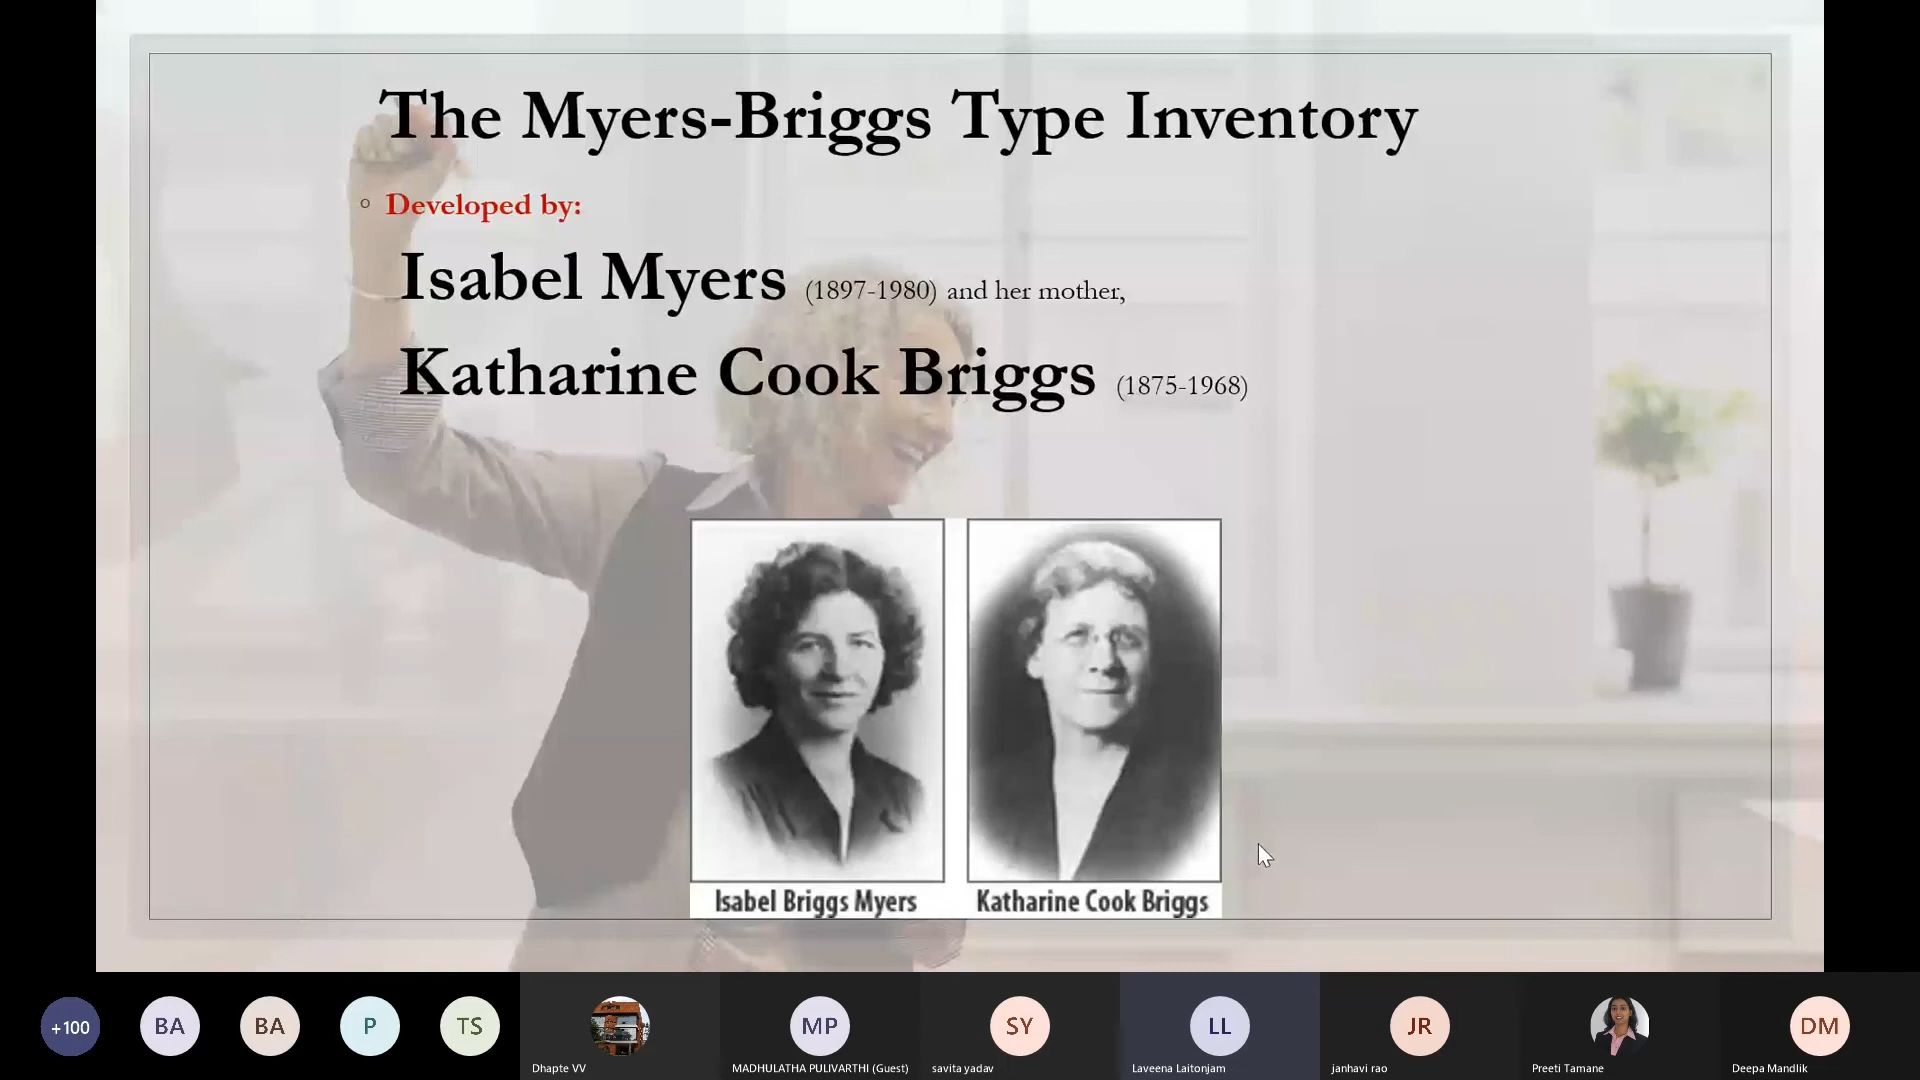 The Myers-Briggs Type Inventory
Developed by:
Isabel Myers (1897-1980) and her mother,
Katharine Cook Briggs (1875-1968)
Isabel Briggs Myers
Katharine Cook Briggs
+100
BA
BA
P
TS
MP
SY
LL
JR
DM
Dhapte VV
MADHULATHA PULIVARTHI (Guest)
savita yadav
Laveena Laitonjam
janhavi rao
Preeti Tamane
Deepa Mandlik